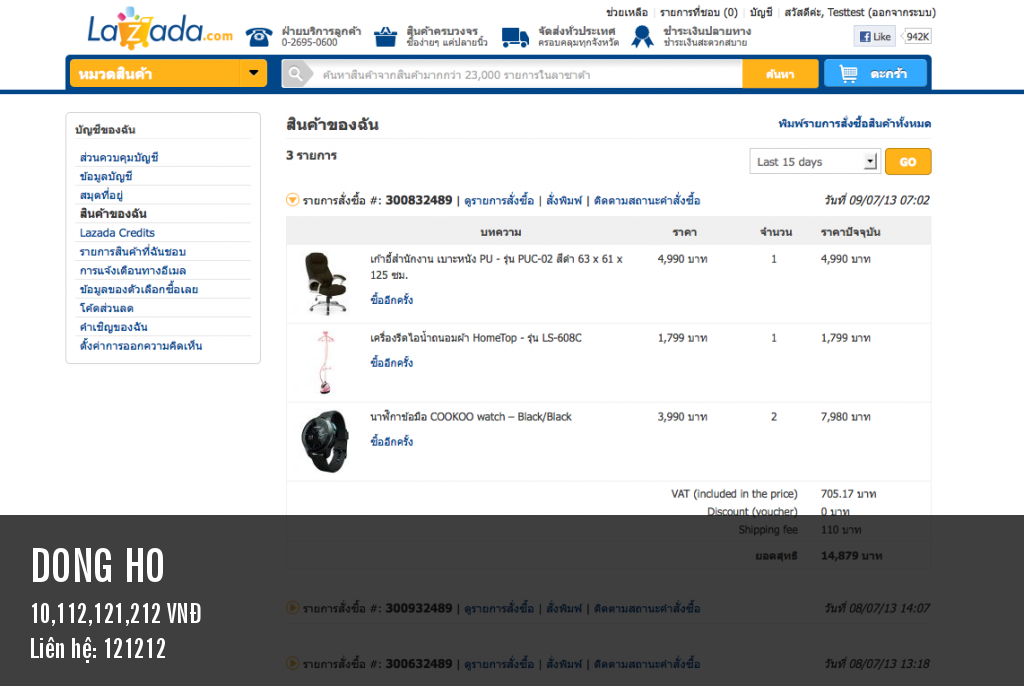 ช่วยเหลือ | รายการที่ชอบ (0) | บัญชี | สวัสดีค่ะ, Testtest (ออกจากระบบ)
Lazada.com
ฝ่ายบริการลูกค้า
0-2695-0600
สินค้าครบวงจร
ซื้อง่ายๆ แค่ปลายนิ้ว
จัดส่งทั่วประเทศ
ครอบคลุมทุกจังหวัด
ชำระเงินปลายทาง
ชำระเงินสะดวกสบาย
Like 942K
หมวดสินค้า
ค้นหาสินค้าจากสินค้ามากกว่า 23,000 รายการในลาซาด้า
ค้นหา
ตะกร้า
บัญชีของฉัน
ส่วนควบคุมบัญชี
ข้อมูลบัญชี
สมุดที่อยู่
สินค้าของฉัน
Lazada Credits
รายการสินค้าที่ฉันชอบ
การแจ้งเตือนทางอีเมล
ข้อมูลของตัวเลือกซื้อเลย
โค้ดส่วนลด
คำเชิญของฉัน
ตั้งค่าการออกความคิดเห็น
สินค้าของฉัน
พิมพ์รายการสั่งซื้อสินค้าทั้งหมด
3 รายการ
Last 15 days
GO
รายการสั่งซื้อ #: 300832489 | ดูรายการสั่งซื้อ | สั่งพิมพ์ | ติดตามสถานะคำสั่งซื้อ วันที่ 09/07/13 07:02
บทความ ราคา จำนวน ราคาปัจจุบัน
เก้าอี้สำนักงาน เบาะหนัง PU - รุ่น PUC-02 สีดำ 63 x 61 x 4,990 บาท 1 4,990 บาท
125 ซม.
ซื้ออีกครั้ง
เครื่องรีดไอน้ำถนอมผ้า HomeTop - รุ่น LS-608C 1,799 บาท 1 1,799 บาท
ซื้ออีกครั้ง
นาฬิกาข้อมือ COOKOO watch – Black/Black 3,990 บาท 2 7,980 บาท
ซื้ออีกครั้ง
VAT (included in the price) 705.17 บาท
Discount (voucher) 0 บาท
Shipping fee 110 บาท
ยอดสุทธิ 14,879 บาท
รายการสั่งซื้อ #: 300932489 | ดูรายการสั่งซื้อ | สั่งพิมพ์ | ติดตามสถานะคำสั่งซื้อ วันที่ 08/07/13 14:07
รายการสั่งซื้อ #: 300632489 | ดูรายการสั่งซื้อ | สั่งพิมพ์ | ติดตามสถานะคำสั่งซื้อ วันที่ 08/07/13 13:18
DONG HO
10,112,121,212 VNĐ
Liên hệ: 121212